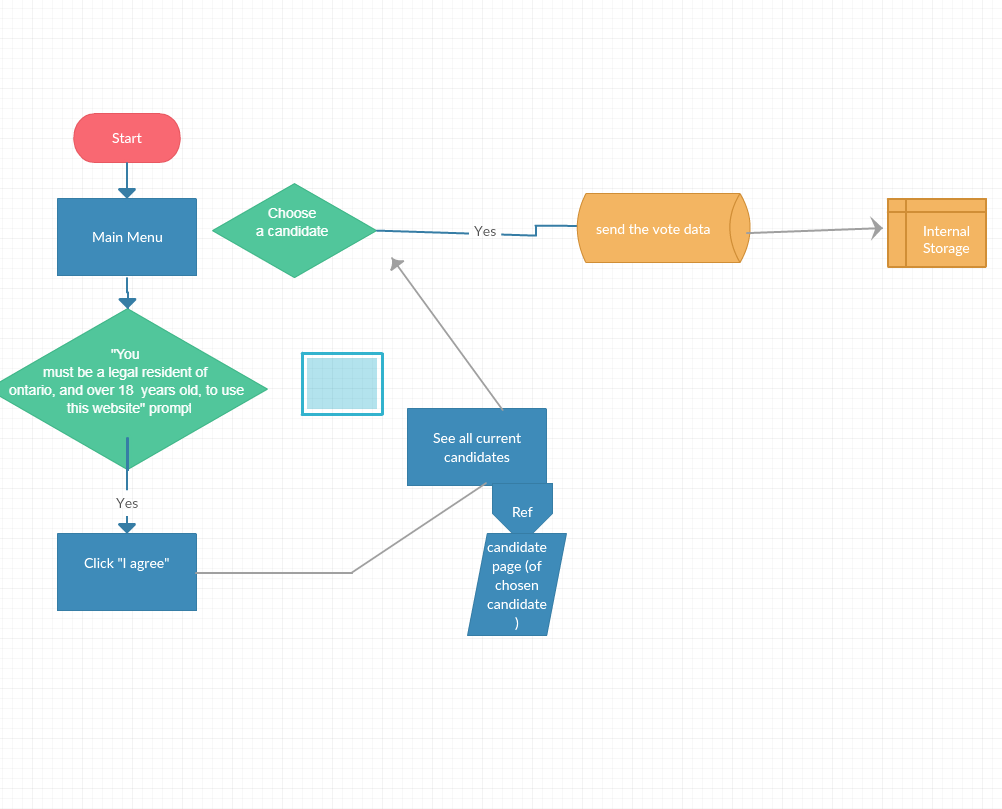 Start
Main Menu
Choose
a candidate
Yes
send the vote data
Internal
Storage
"You
must be a legal resident of
ontario, and over 18  years old, to use
this website" prompt
Yes
Click "I agree"
See all current
candidates
Ref
candidate
page (of
chosen
candidate
)